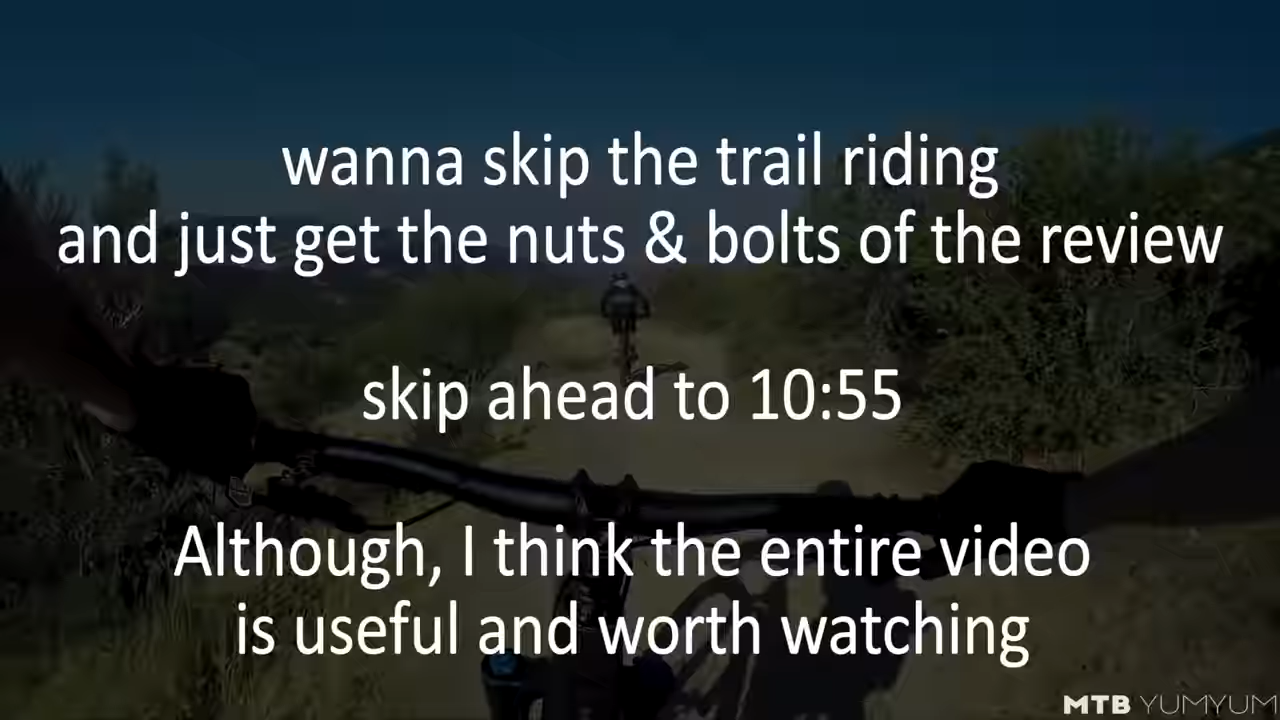 wanna skip the trail riding
and just get the nuts & bolts of the review
skip ahead to 10:55
Although, I think the entire video
is useful and worth watching
MTB YUMYUM